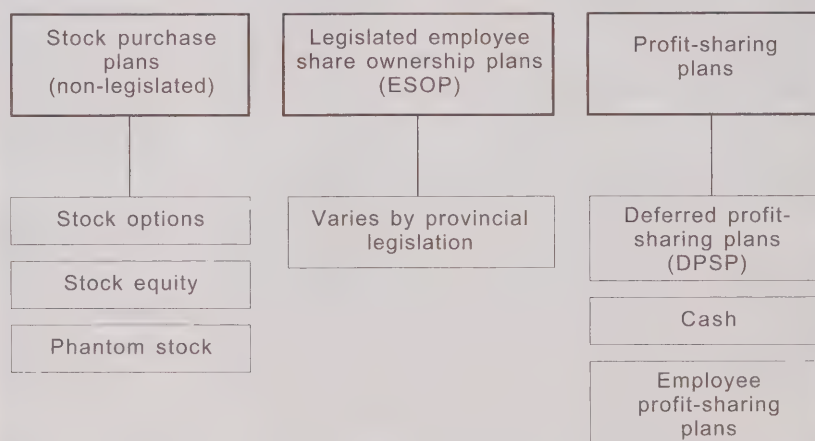 Stock purchase
plans
(non-legislated)
Stock options
Stock equity
Phantom stock
Legislated employee
share ownership plans
(ESOP)
Varies by provincial
legislation
Profit-sharing
plans
Deferred profit-
sharing plans
(DPSP)
Cash
Employee
profit-sharing
plans